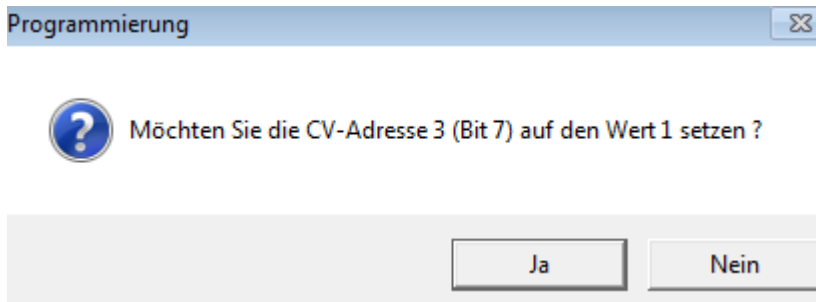 Programmierung
Möchten Sie die CV-Adresse 3 (Bit 7) auf den Wert 1 setzen ?
Ja Nein